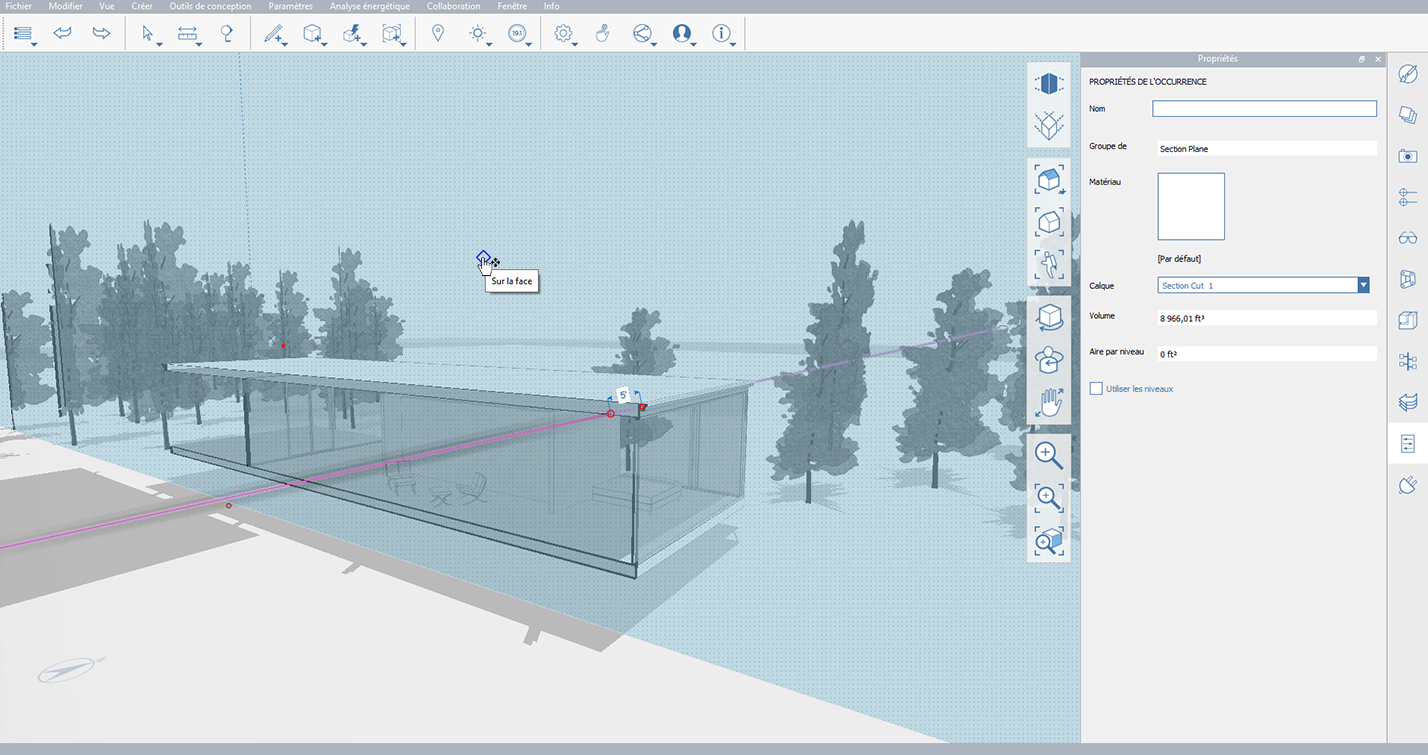 Fichier Modifier Vue Créer Outils de conception Paramètres Analyse énergétique Collaboration Fenêtre Info
19.1
Propriétés
PROPRIÉTÉS DE L'OCCURRENCE
Nom
Groupe de Section Plane
Matériau
[Par défaut]
Calque Section Cut 1
Volume 8 966,01 ft³
Aire par niveau 0 ft²
Utiliser les niveaux
Sur la face
5'